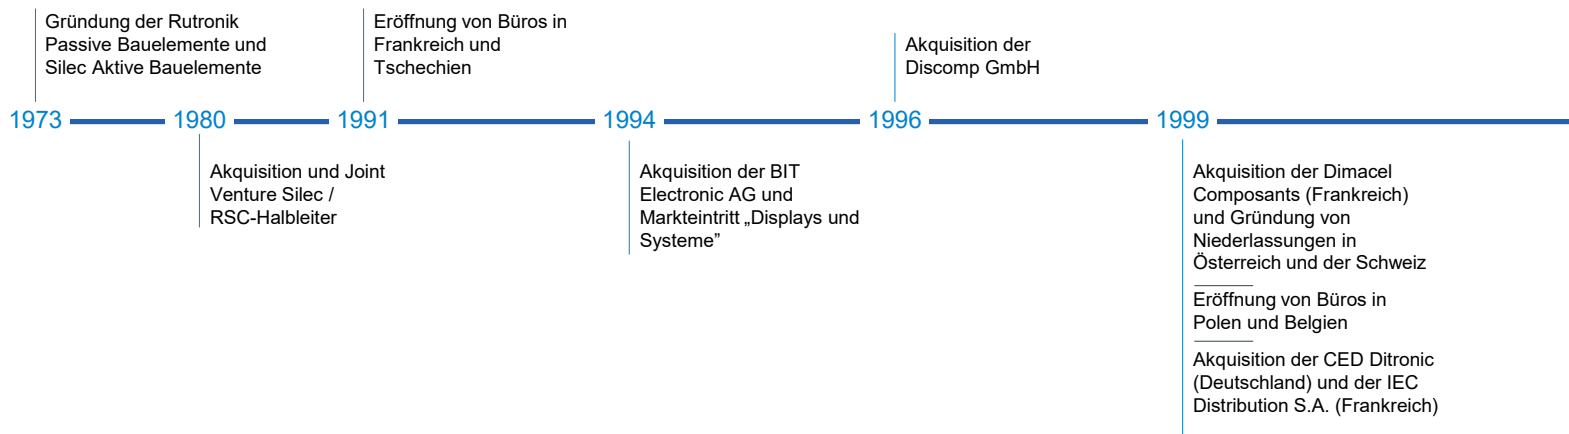 Gründung der Rutronik
Passive Bauelemente und
Silec Aktive Bauelemente
Eröffnung von Büros in
Frankreich und
Tschechien
Akquisition der
Discomp GmbH
1973
1980
1991
1994
1996
1999
Akquisition und Joint
Venture Silec /
RSC-Halbleiter
Akquisition der BIT
Electronic AG und
Markteintritt „Displays und
Systeme”
Akquisition der Dimacel
Composants (Frankreich)
und Gründung von
Niederlassungen in
Österreich und der Schweiz
Eröffnung von Büros in
Polen und Belgien
Akquisition der CED Ditronic
(Deutschland) und der IEC
Distribution S.A. (Frankreich)